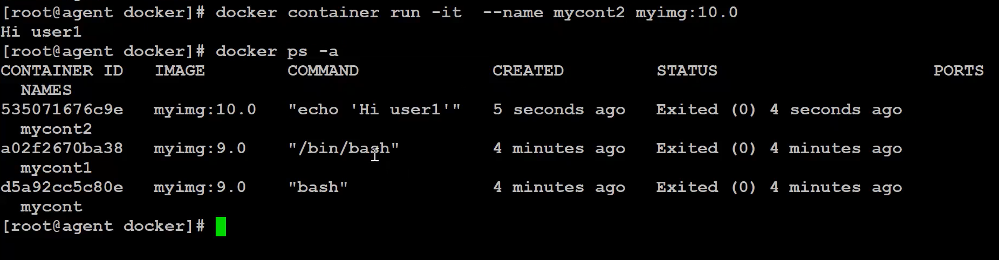 [root@agent docker]# docker container run -it  --name mycont2 myimg:10.0
Hi user1
[root@agent docker]# docker ps -a
CONTAINER ID   IMAGE        COMMAND             CREATED         STATUS                     PORTS
  NAMES
535071676c9e   myimg:10.0   "echo 'Hi user1'"   5 seconds ago   Exited (0) 4 seconds ago
  mycont2
a02f2670ba38   myimg:9.0    "/bin/bash"         4 minutes ago   Exited (0) 4 minutes ago
  mycont1
d5a92cc5c80e   myimg:9.0    "bash"              4 minutes ago   Exited (0) 4 minutes ago
  mycont
[root@agent docker]#